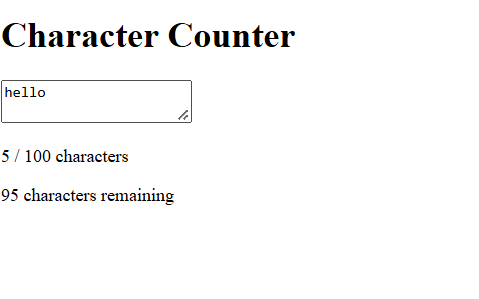 Character Counter
hello
5 / 100 characters
95 characters remaining